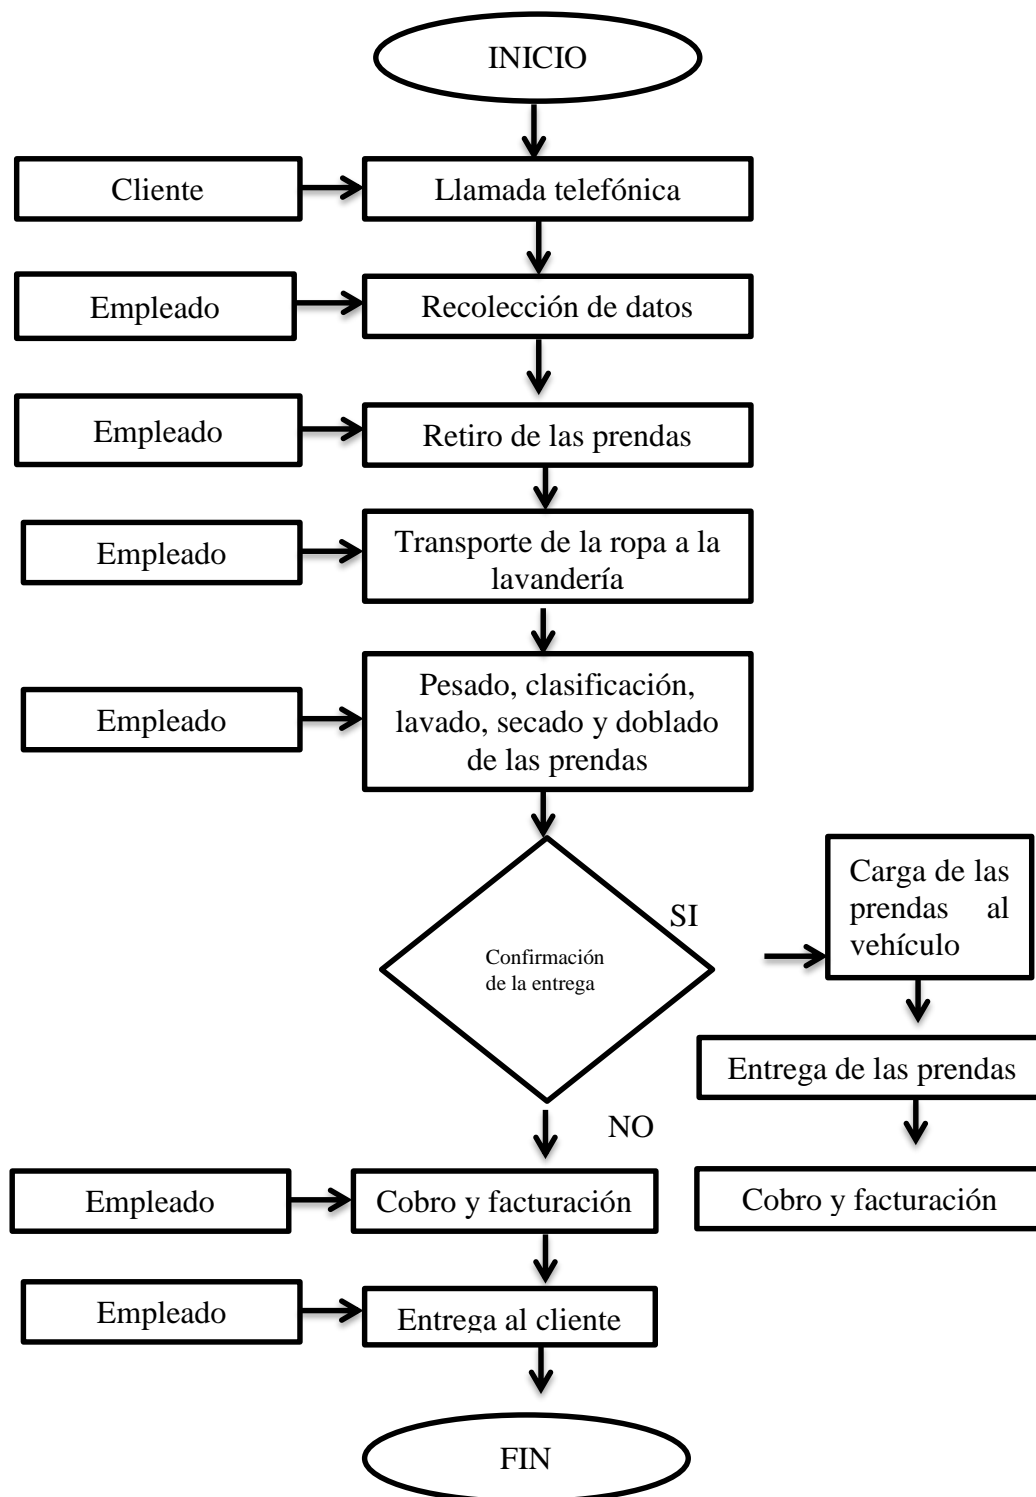 INICIO
Cliente
Llamada telefónica
Empleado
Recolección de datos
Empleado
Retiro de las prendas
Empleado
Transporte de la ropa a la
lavandería
Empleado
Pesado, clasificación,
lavado, secado y doblado
de las prendas
Confirmación
de la entrega
SI
Carga de las
prendas al
vehículo
Entrega de las prendas
Cobro y facturación
NO
Empleado
Cobro y facturación
Empleado
Entrega al cliente
FIN